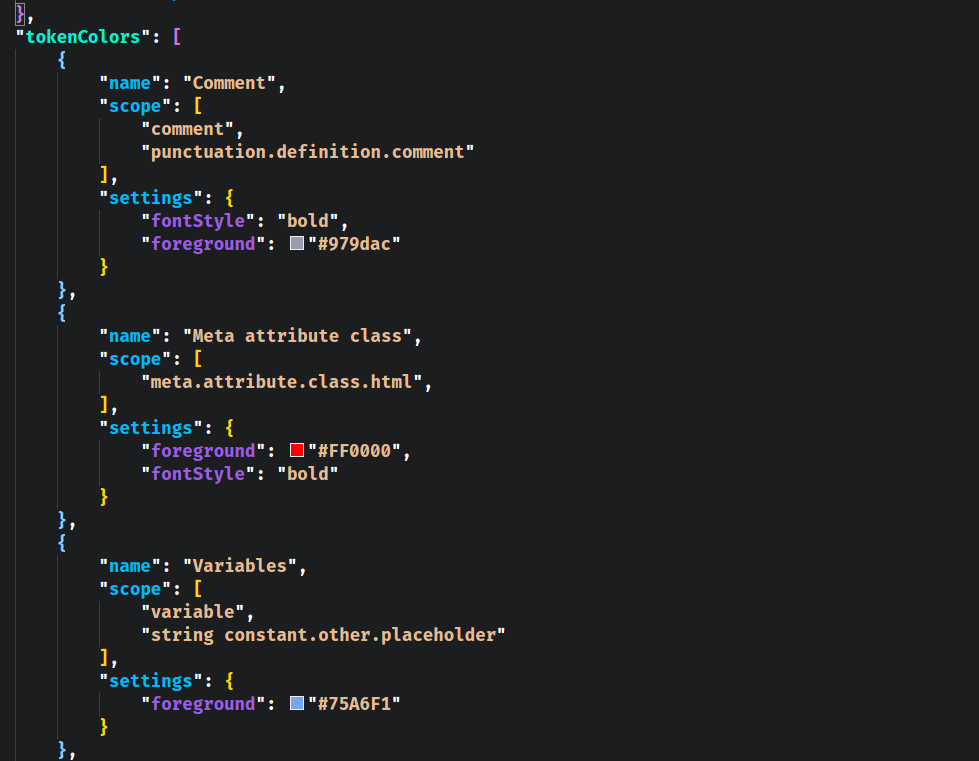 },
"tokenColors": [
{
"name": "Comment",
"scope": [
"comment",
"punctuation.definition.comment"
],
"settings": {
"fontStyle": "bold",
"foreground": "#979dac"
}
},
{
"name": "Meta attribute class",
"scope": [
"meta.attribute.class.html",
],
"settings": {
"foreground": "#FF0000",
"fontStyle": "bold"
}
},
{
"name": "Variables",
"scope": [
"variable",
"string constant.other.placeholder"
],
"settings": {
"foreground": "#75A6F1"
}
},